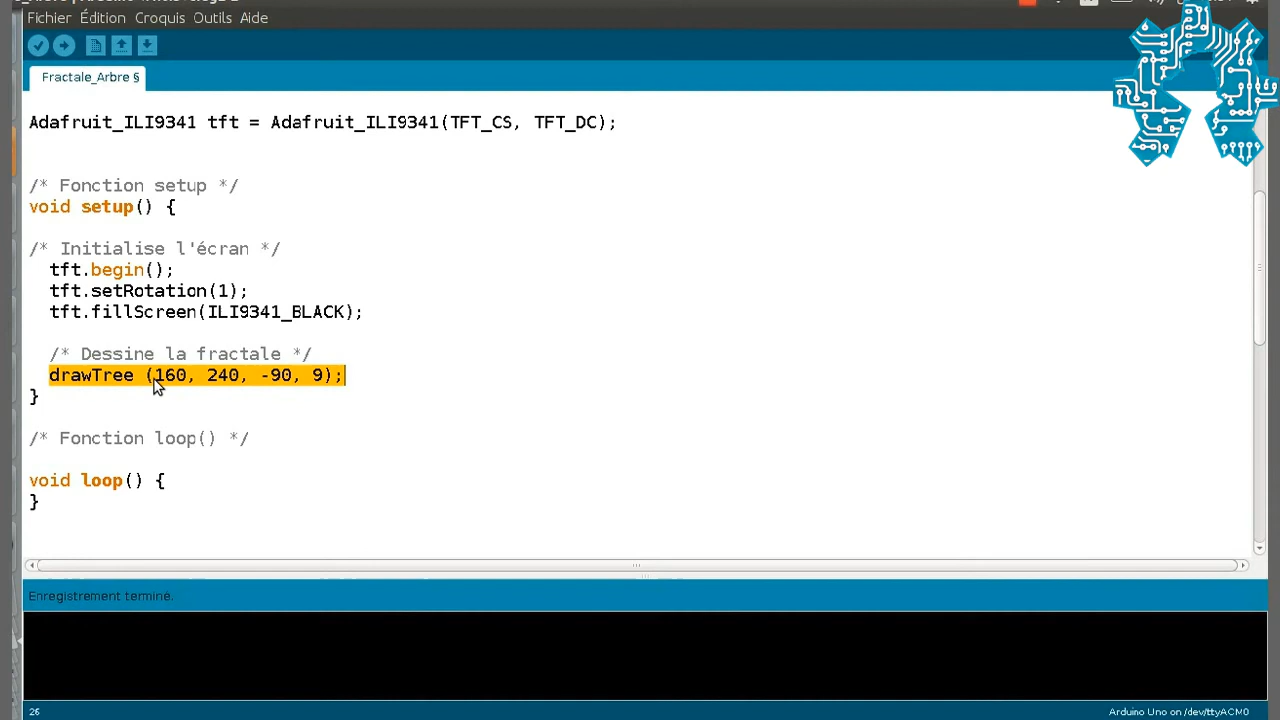 Fichier Édition Croquis Outils Aide
Fractale_Arbre §
Adafruit_ILI9341 tft = Adafruit_ILI9341(TFT_CS, TFT_DC);
/* Fonction setup */
void setup() {
/* Initialise l'écran */
tft.begin();
tft.setRotation(1);
tft.fillScreen(ILI9341_BLACK);
/* Dessine la fractale */
drawTree (160, 240, -90, 9);
}
/* Fonction loop() */
void loop() {
}
Enregistrement terminé.
26
Arduino Uno on /dev/ttyACM0